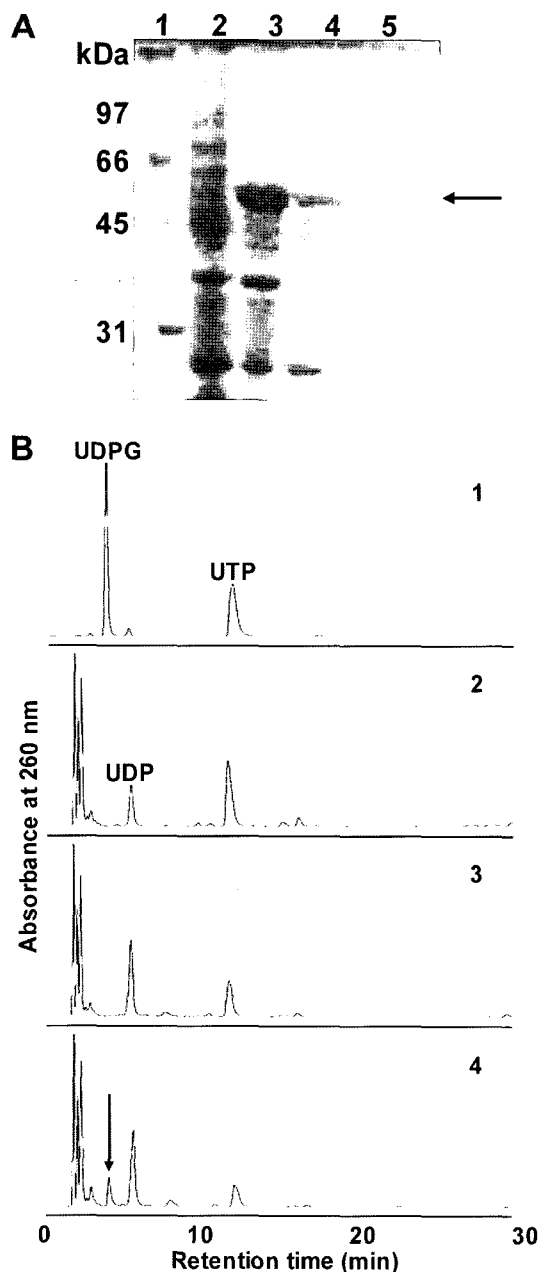 A
1 2 3 4 5
kDa
97
66
45
31
B
UDPG
1
UTP
2
UDP
3
4
Absorbance at 260 nm
0 10 20 30
Retention time (min)